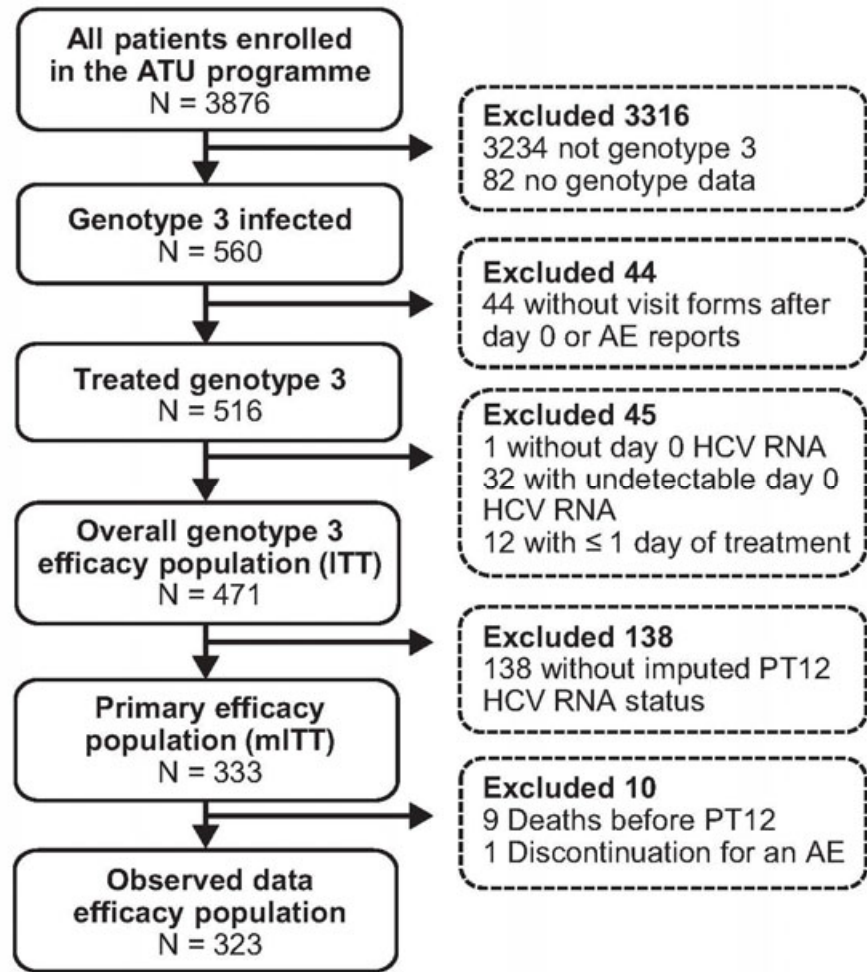 All patients enrolled
in the ATU programme
N = 3876
Excluded 3316
3234 not genotype 3
82 no genotype data
Genotype 3 infected
N = 560
Excluded 44
44 without visit forms after
day 0 or AE reports
Treated genotype 3
N = 516
Excluded 45
1 without day 0 HCV RNA
32 with undetectable day 0
HCV RNA
12 with ≤ 1 day of treatment
Overall genotype 3
efficacy population (ITT)
N = 471
Excluded 138
138 without imputed PT12
HCV RNA status
Primary efficacy
population (mITT)
N = 333
Excluded 10
9 Deaths before PT12
1 Discontinuation for an AE
Observed data
efficacy population
N = 323